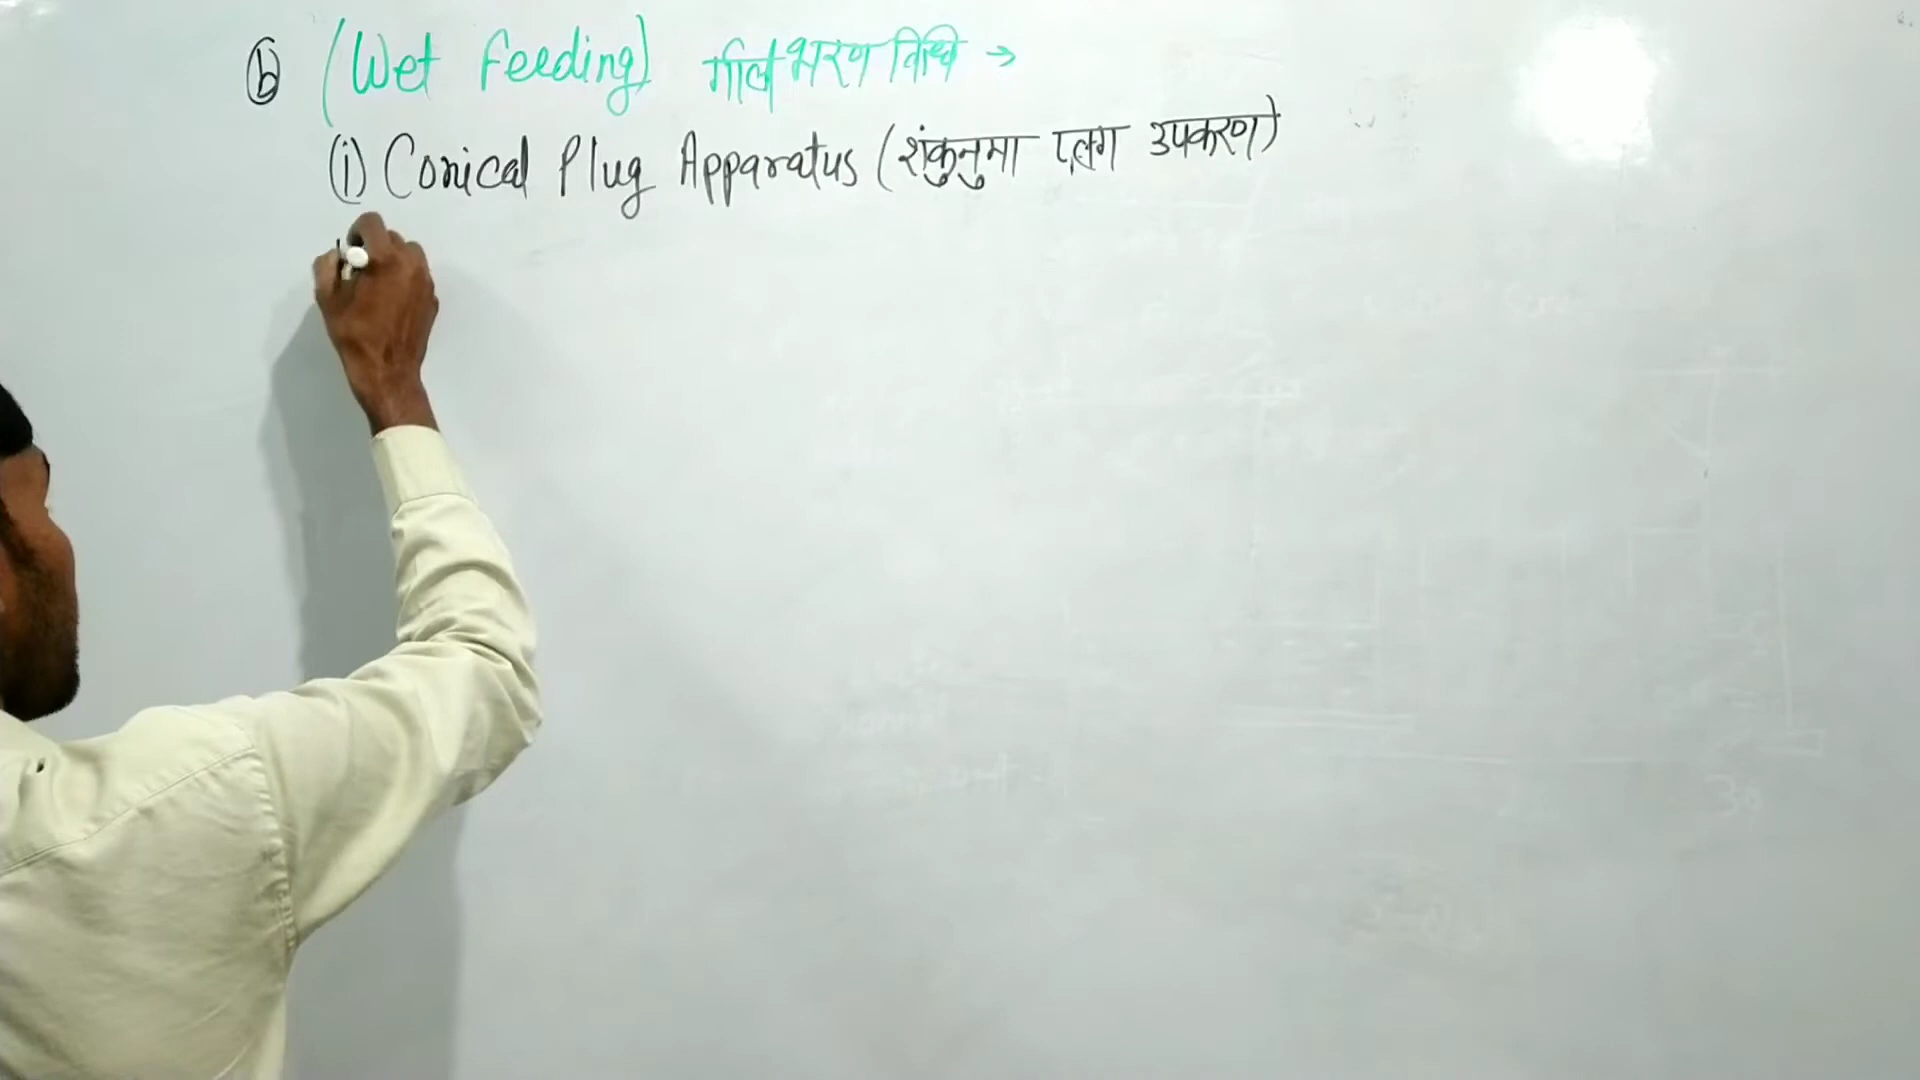 ⓑ (Wet Feeding) गीला भरण विधि →
(i) Conical Plug Apparatus (शंकुनुमा प्लग उपकरण)